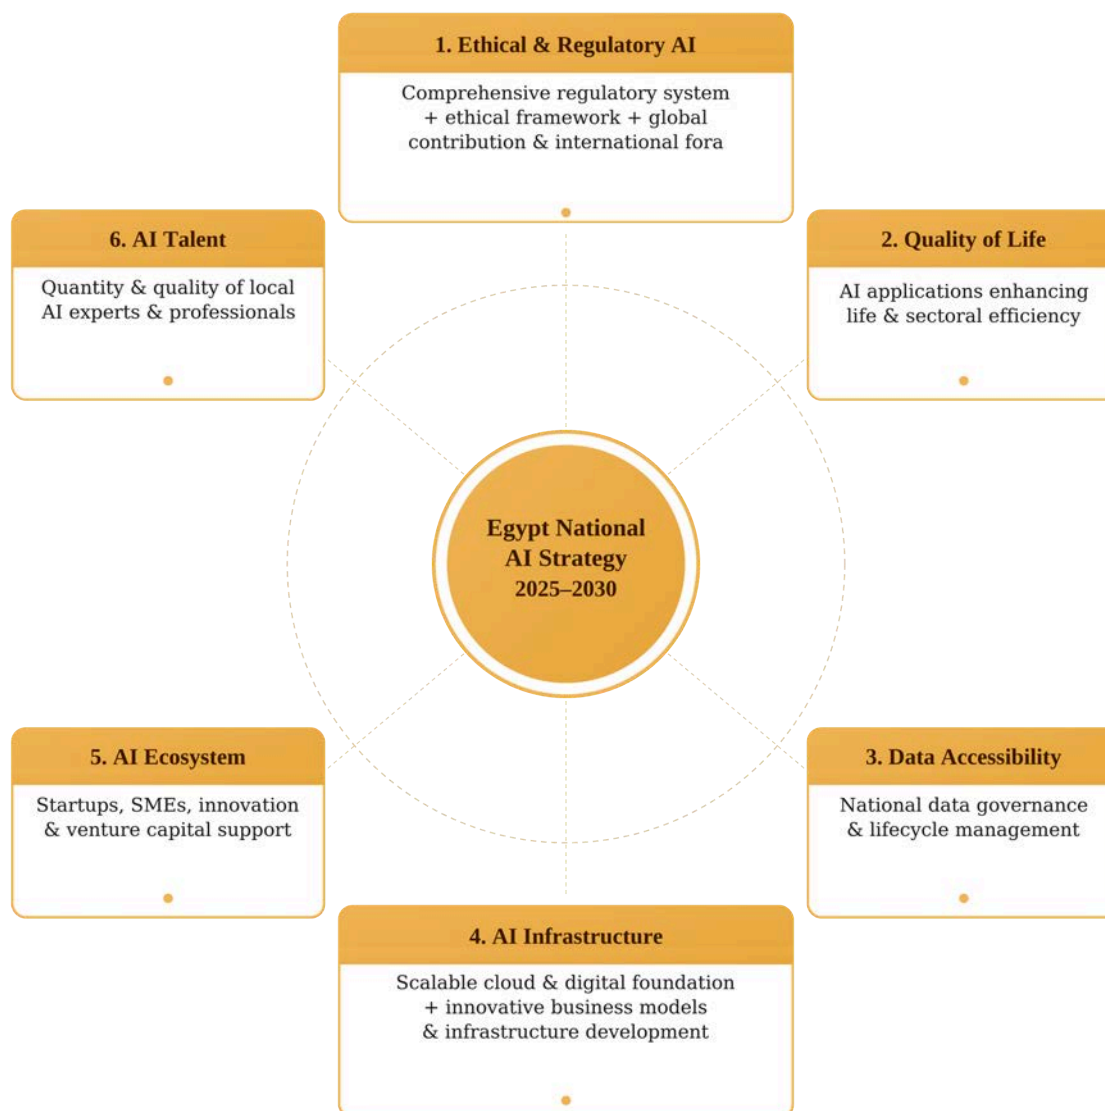 1. Ethical & Regulatory AI
Comprehensive regulatory system
+ ethical framework + global
contribution & international fora
6. AI Talent
Quantity & quality of local
AI experts & professionals
2. Quality of Life
AI applications enhancing
life & sectoral efficiency
Egypt National
AI Strategy
2025–2030
5. AI Ecosystem
Startups, SMEs, innovation
& venture capital support
3. Data Accessibility
National data governance
& lifecycle management
4. AI Infrastructure
Scalable cloud & digital foundation
+ innovative business models
& infrastructure development